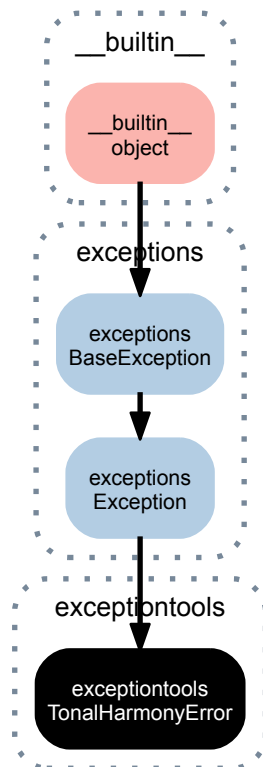 __builtin__
__builtin__
object
exceptions
exceptions
BaseException
exceptions
Exception
exceptiontools
exceptiontools
TonalHarmonyError